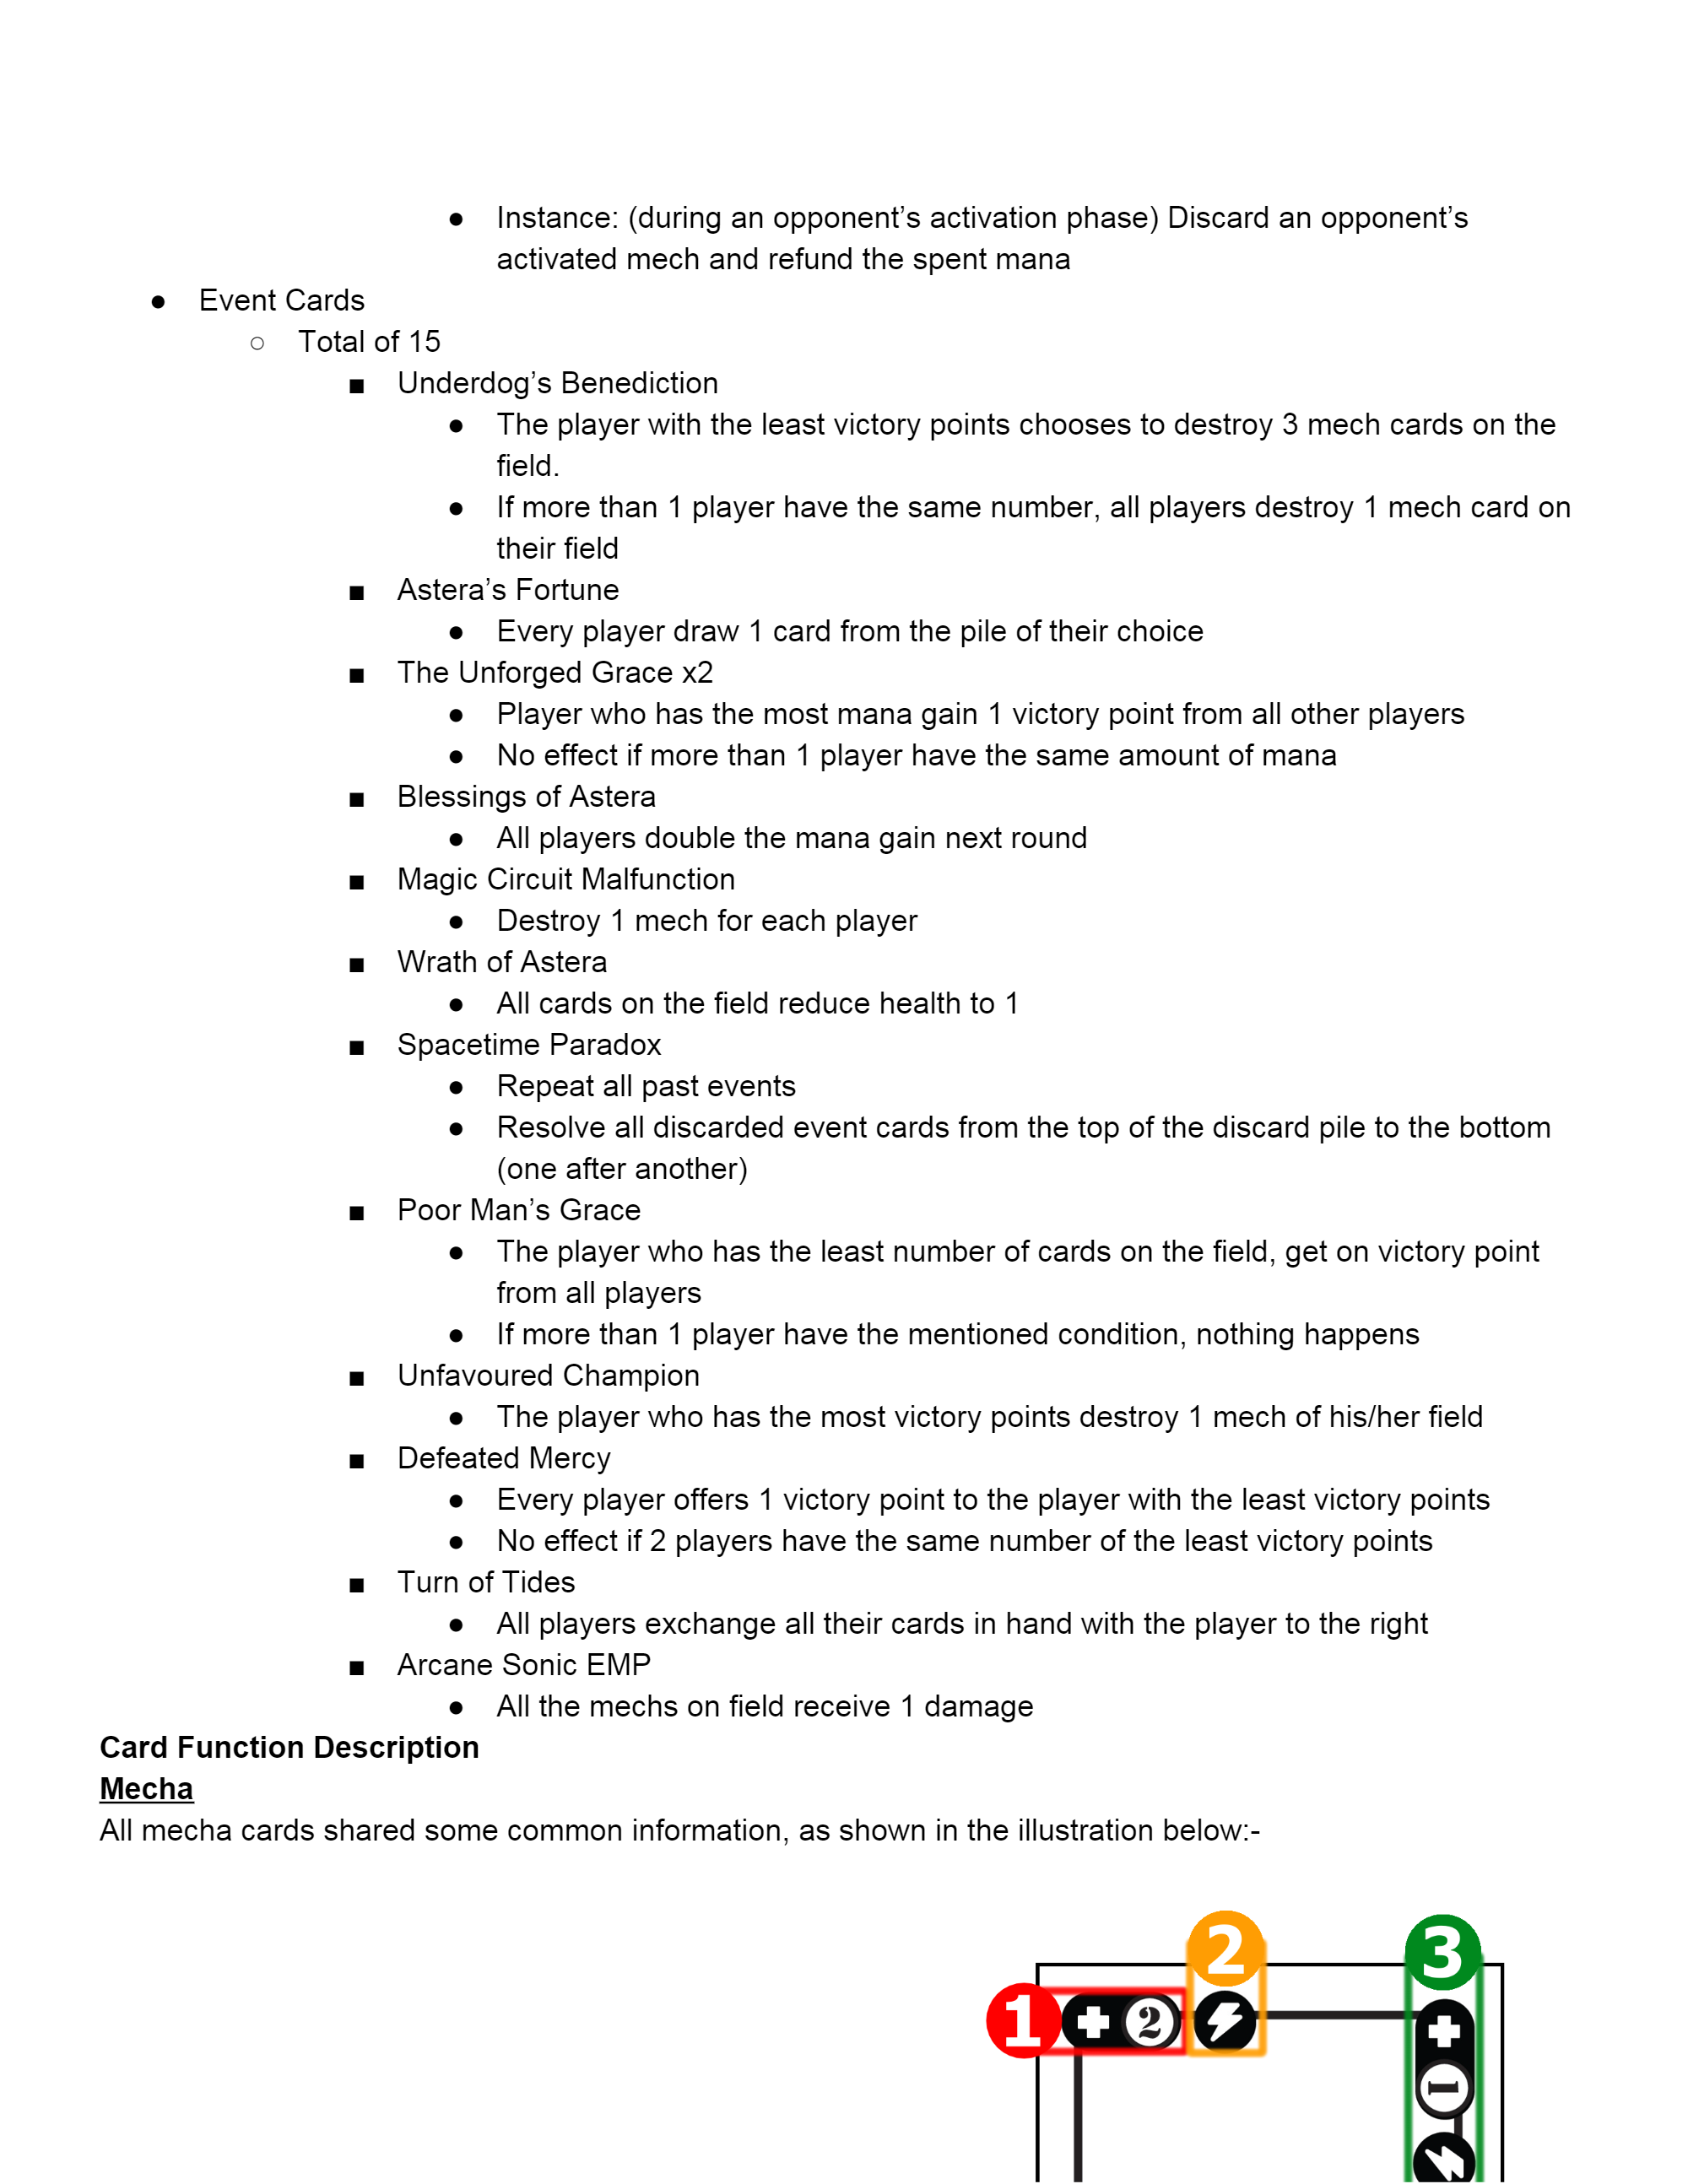 ● Instance: (during an opponent’s activation phase) Discard an opponent’s
activated mech and refund the spent mana
● Event Cards
○ Total of 15
■ Underdog’s Benediction
● The player with the least victory points chooses to destroy 3 mech cards on the
field.
● If more than 1 player have the same number, all players destroy 1 mech card on
their field
■ Astera’s Fortune
● Every player draw 1 card from the pile of their choice
■ The Unforged Grace x2
● Player who has the most mana gain 1 victory point from all other players
● No effect if more than 1 player have the same amount of mana
■ Blessings of Astera
● All players double the mana gain next round
■ Magic Circuit Malfunction
● Destroy 1 mech for each player
■ Wrath of Astera
● All cards on the field reduce health to 1
■ Spacetime Paradox
● Repeat all past events
● Resolve all discarded event cards from the top of the discard pile to the bottom
(one after another)
■ Poor Man’s Grace
● The player who has the least number of cards on the field, get on victory point
from all players
● If more than 1 player have the mentioned condition, nothing happens
■ Unfavoured Champion
● The player who has the most victory points destroy 1 mech of his/her field
■ Defeated Mercy
● Every player offers 1 victory point to the player with the least victory points
● No effect if 2 players have the same number of the least victory points
■ Turn of Tides
● All players exchange all their cards in hand with the player to the right
■ Arcane Sonic EMP
● All the mechs on field receive 1 damage
Card Function Description
Mecha
All mecha cards shared some common information, as shown in the illustration below:-
2
3
1
2
1